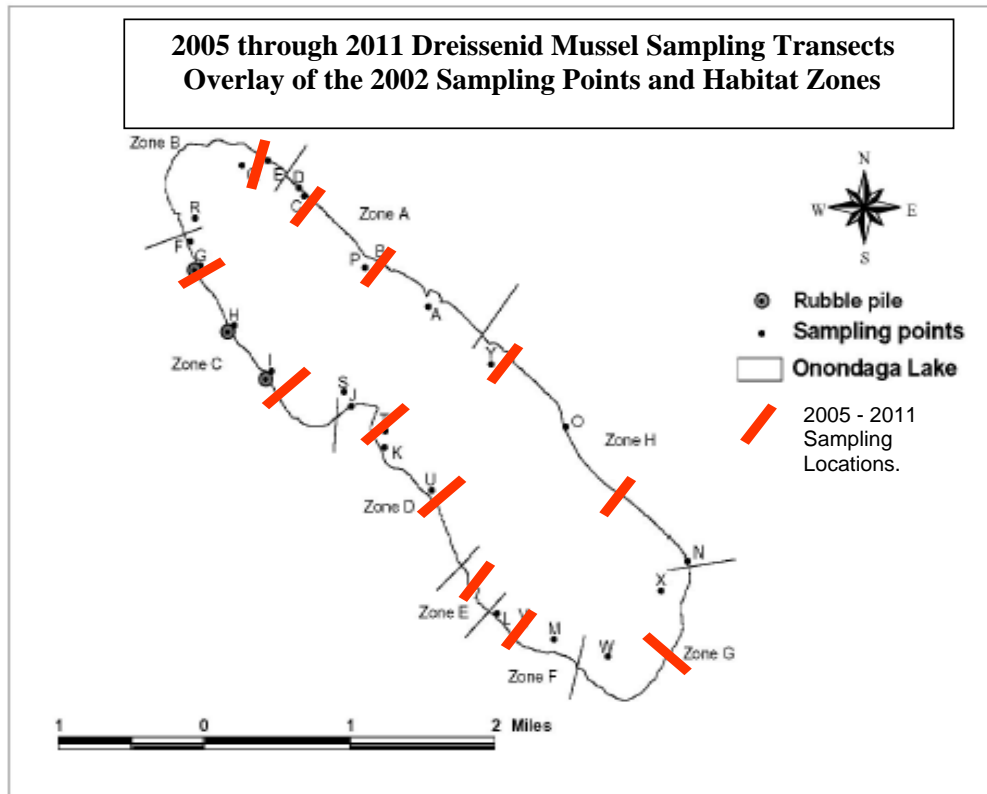 2005 through 2011 Dreissenid Mussel Sampling Transects
Overlay of the 2002 Sampling Points and Habitat Zones
Zone B
E
D
C
R
Zone A
F
G
B
P
A
H
Zone C
I
S
J
Y
K
O
Zone H
U
Zone D
N
X
Zone E
L
M
W
Zone G
Zone F
N
W
E
S
Rubble pile
Sampling points
Onondaga Lake
2005 - 2011
Sampling
Locations.
1 0 1 2 Miles